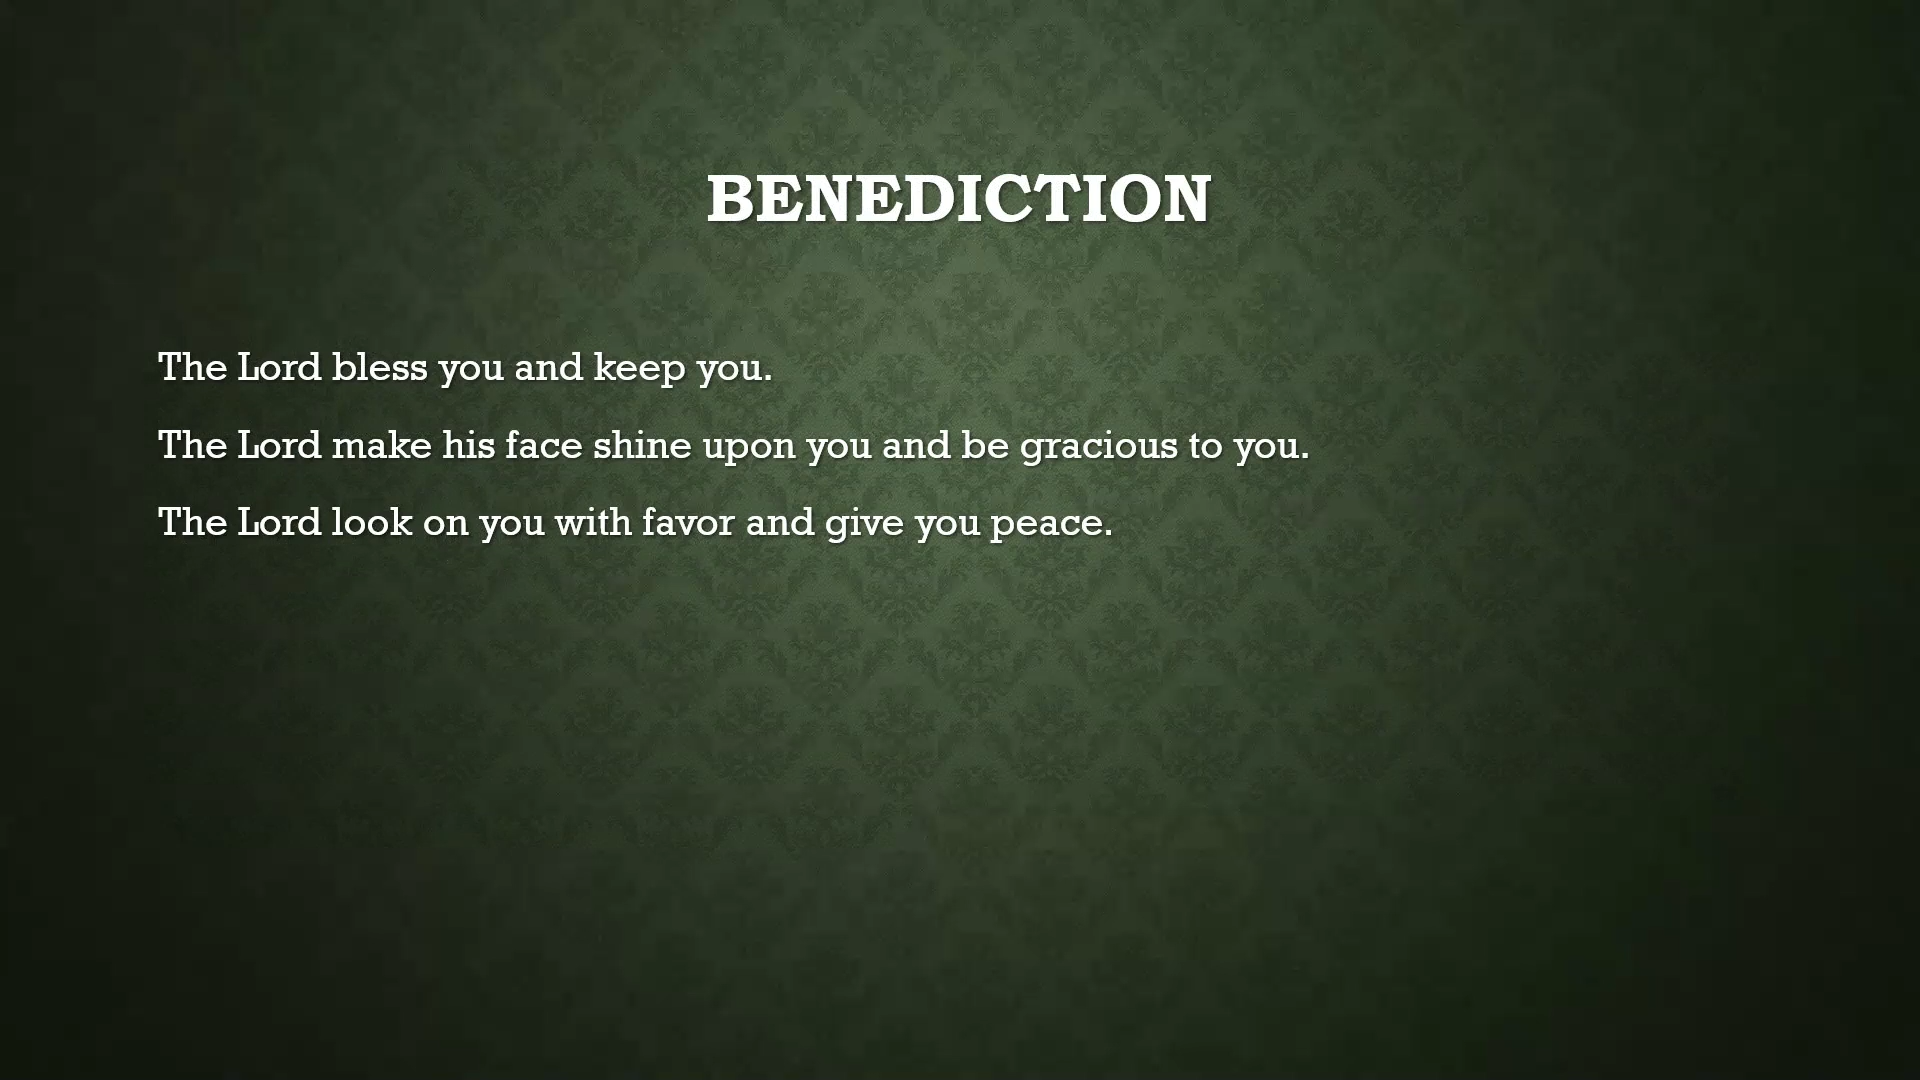 BENEDICTION
The Lord bless you and keep you.
The Lord make his face shine upon you and be gracious to you.
The Lord look on you with favor and give you peace.